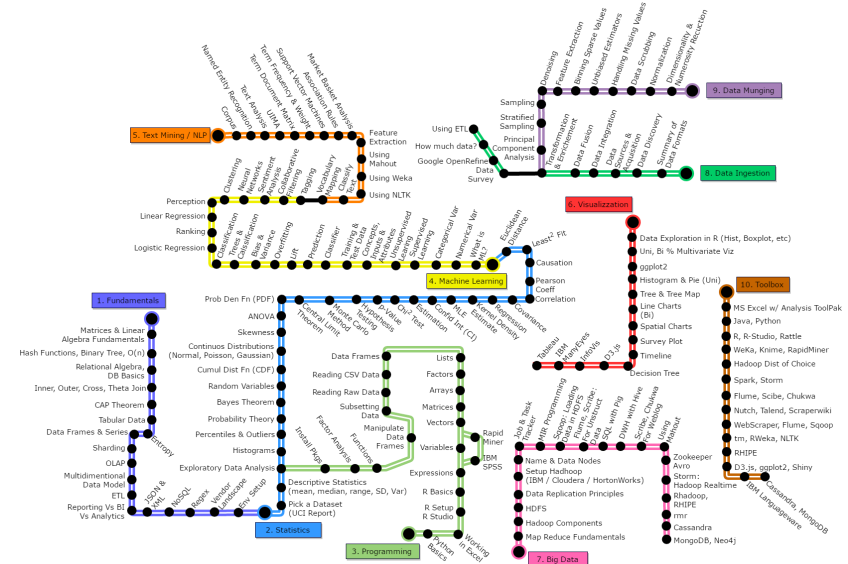 1. Fundamentals
Matrices & Linear
Algebra Fundamentals
Hash Functions, Binary Tree, O(n)
Relational Algebra,
DB Basics
Inner, Outer, Cross, Theta Join
CAP Theorem
Tabular Data
Data Frames & Series
Entropy
Sharding
OLAP
Multidimentional
Data Model
ETL
Reporting Vs BI
Vs Analytics
JSON &
XML
NoSQL
Regex
Vendor
Landscape
Env Setup
2. Statistics
Pick a Dataset
(UCI Report)
Descriptive Statistics
(mean, median, range, SD, Var)
Exploratory Data Analysis
Histograms
Percentiles & Outliers
Probability Theory
Bayes Theorem
Random Variables
Cumul Dist Fn (CDF)
Continuos Distributions
(Normal, Poisson, Gaussian)
Skewness
ANOVA
Prob Den Fn (PDF)
Central Limit
Theorem
Monte Carlo
Method
Hypothesis
Testing
p-Value
Chi² Test
Estimation
Confid Int (CI)
MLE
Kernel Density
Estimate
Regression
Covariance
Correlation
Pearson
Coeff
Causation
Least² Fit
Euclidean
Distance
3. Programming
Python
Basics
Working
in Excel
R Setup
R Studio
R Basics
Expressions
Variables
IBM
SPSS
Rapid
Miner
Vectors
Matrices
Arrays
Factors
Lists
Data Frames
Reading CSV Data
Reading Raw Data
Subsetting
Data
Manipulate
Data
Frames
Functions
Factor Analysis
Install Pkgs
4. Machine Learning
What is
ML?
Numerical Var
Categorical Var
Supervised
Learning
Unsupervised
Learning
Concepts,
Inputs &
Attributes
Training &
Test Data
Classifier
Prediction
Lift
Overfitting
Bias &
Variance
Trees &
Classification
Classification
Logistic Regression
Ranking
Linear Regression
Perception
Clustering
Neural
Networks
Sentiment
Analysis
Collaborative
Filtering
Tagging
Vocabulary
Mapping
Classify
Text
5. Text Mining / NLP
Corpus
Named Entity
Recognition
Text Analysis
UIMA
Term Document
Matrix
Term Frequency
& Weight
Support Vector
Machines
Association
Rules
Market Basket
Analysis
Feature
Extraction
Using
Mahout
Using Weka
Using NLTK
6. Visualizzation
Data Exploration in R (Hist, Boxplot, etc)
Uni, Bi % Multivariate Viz
ggplot2
Histogram & Pie (Uni)
Tree & Tree Map
Line Charts
(Bi)
Spatial Charts
Survey Plot
Timeline
Decision Tree
D3.js
InfoVis
ManyEyes
IBM
Tableau
7. Big Data
Map Reduce Fundamentals
Hadoop Components
HDFS
Data Replication Principles
Setup Hadhoop
(IBM / Cloudera / HortonWorks)
Name & Data Nodes
Job & Task
Tracker
M/R Programming
Sqoop: Loading
Data in HDFS
Flume, Scribe:
For Unstruct
Data
SQL with Pig
DWH with Hive
Scribe, Chukwa
For Weblog
Using
Mahout
Zookeeper
Avro
Storm:
Hadoop Realtime
Rhadoop,
RHIPE
rmr
Cassandra
MongoDB, Neo4j
8. Data Ingestion
Summary of
Data Formats
Data Discovery
Data
Sources &
Acquisition
Data Integration
Data Fusion
Transformation
& Enrichement
Data
Survey
Google OpenRefine
How much data?
Using ETL
9. Data Munging
Dimensionality &
Numerosity Recuction
Normalization
Data Scrubbing
Handling Missing Values
Unbiased Estimators
Binning Sparse Values
Feature Extraction
Denoising
Sampling
Stratified
Sampling
Principal
Component
Analysis
10. Toolbox
MS Excel w/ Analysis ToolPak
Java, Python
R, R-Studio, Rattle
WeKa, Knime, RapidMiner
Hadoop Dist of Choice
Spark, Storm
Flume, Scibe, Chukwa
Nutch, Talend, Scraperwiki
WebScraper, Flume, Sqoop
tm, RWeka, NLTK
RHIPE
D3.js, ggplot2, Shiny
IBM Languageware
Cassandra, MongoDB